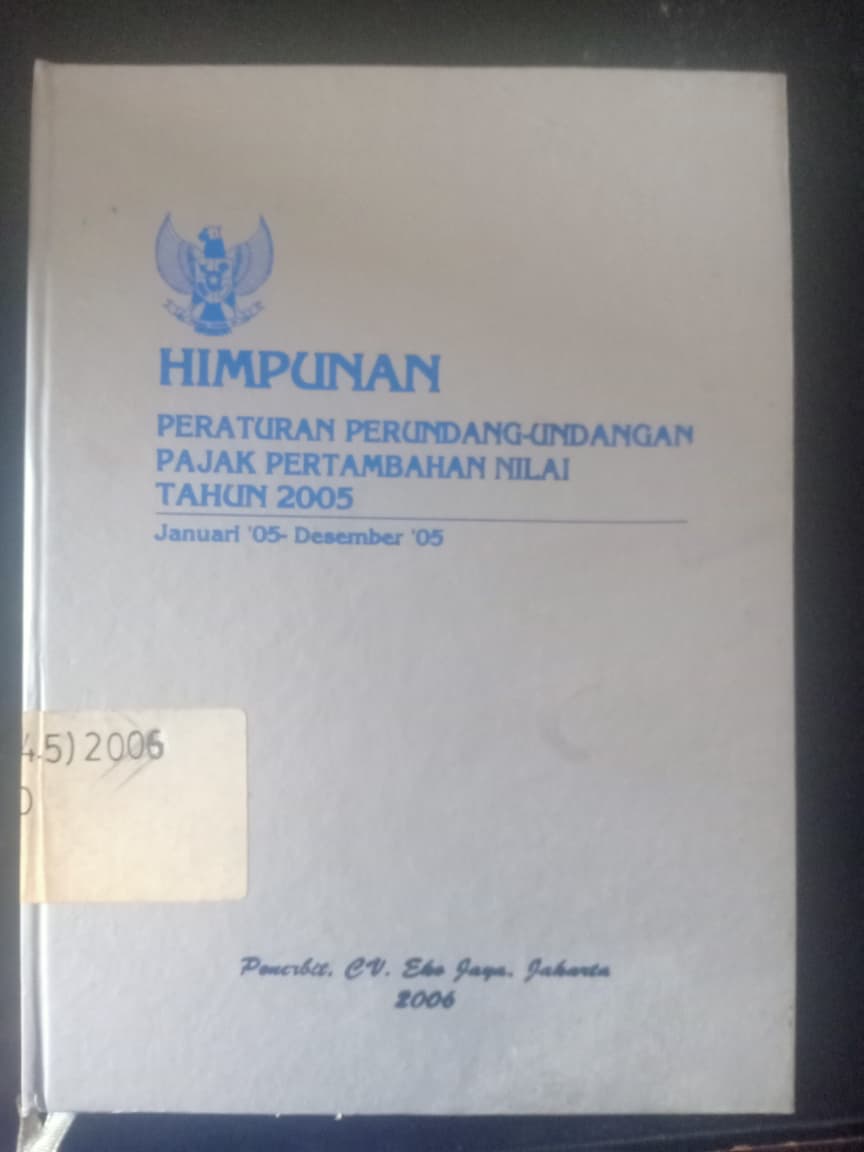 HIMPUNAN
PERATURAN PERUNDANG-UNDANGAN
PAJAK PERTAMBAHAN NILAI
TAHUN 2005
Januari '05- Desember '05
45) 2006
Penerbit. CV. Eko Jaya. Jakarta
2006